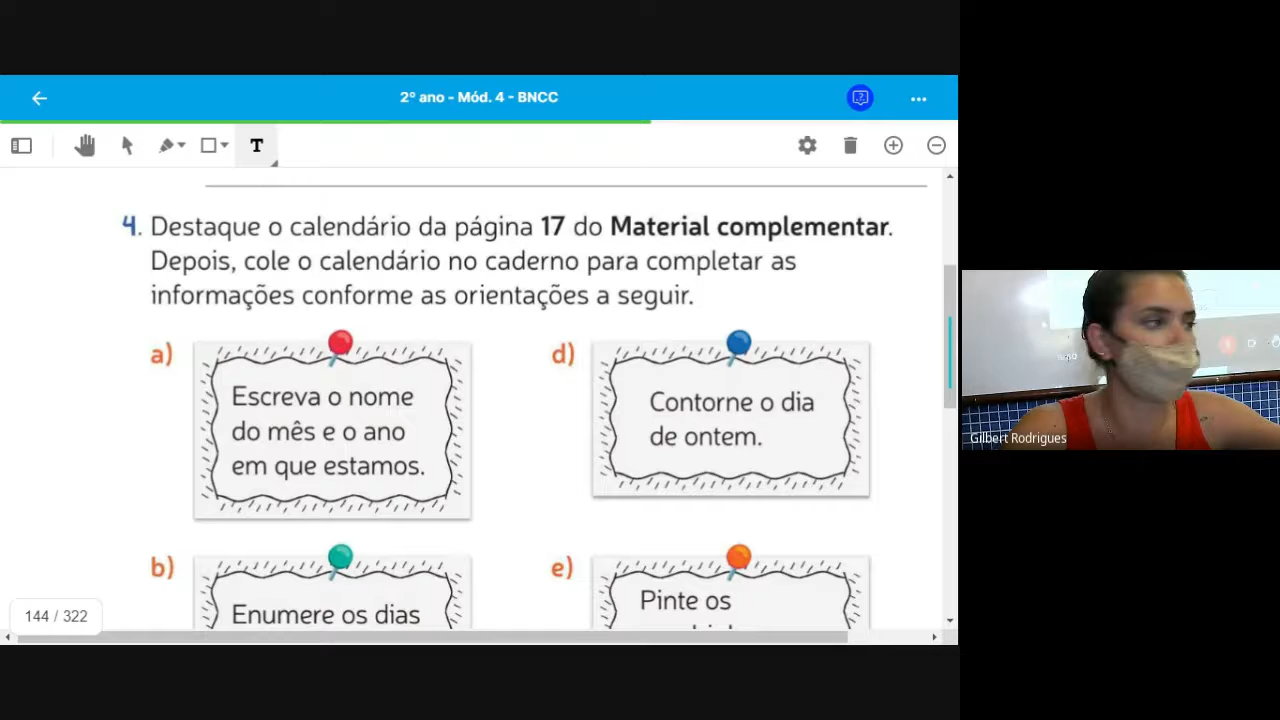 2º ano - Mód. 4 - BNCC
T
4. Destaque o calendário da página 17 do Material complementar.
Depois, cole o calendário no caderno para completar as
informações conforme as orientações a seguir.
a)
Escreva o nome
do mês e o ano
em que estamos.
d)
Contorne o dia
de ontem.
b)
Enumere os dias
e)
Pinte os
144 / 322
Gilbert Rodrigues